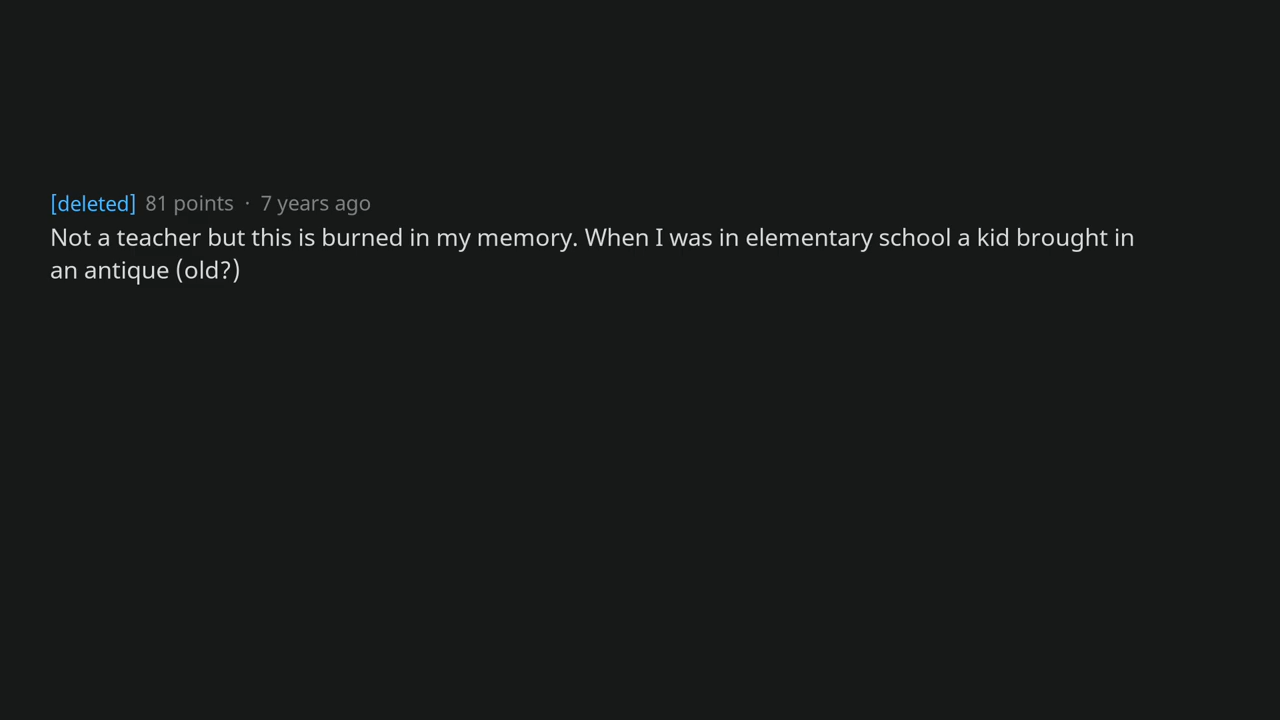 [deleted] 81 points · 7 years ago
Not a teacher but this is burned in my memory. When I was in elementary school a kid brought in
an antique (old?)